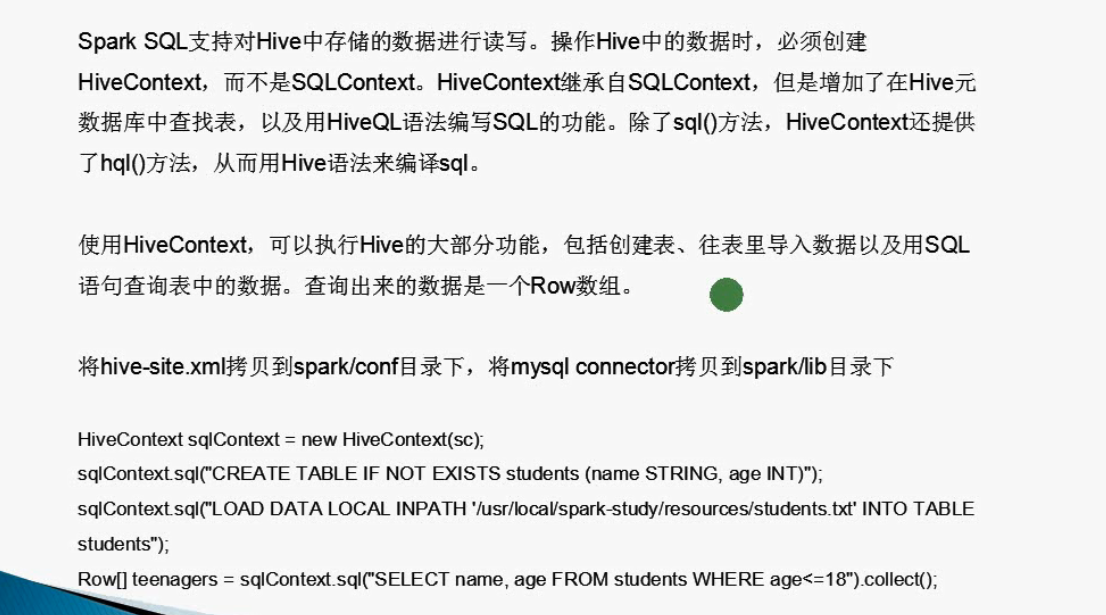 Spark SQL支持对Hive中存储的数据进行读写。操作Hive中的数据时，必须创建
HiveContext，而不是SQLContext。HiveContext继承自SQLContext，但是增加了在Hive元
数据库中查找表，以及用HiveQL语法编写SQL的功能。除了sql()方法，HiveContext还提供
了hql()方法，从而用Hive语法来编译sql。
使用HiveContext，可以执行Hive的大部分功能，包括创建表、往表里导入数据以及用SQL
语句查询表中的数据。查询出来的数据是一个Row数组。
将hive-site.xml拷贝到spark/conf目录下，将mysql connector拷贝到spark/lib目录下
HiveContext sqlContext = new HiveContext(sc);
sqlContext.sql("CREATE TABLE IF NOT EXISTS students (name STRING, age INT)");
sqlContext.sql("LOAD DATA LOCAL INPATH '/usr/local/spark-study/resources/students.txt' INTO TABLE
students");
Row[] teenagers = sqlContext.sql("SELECT name, age FROM students WHERE age<=18").collect();